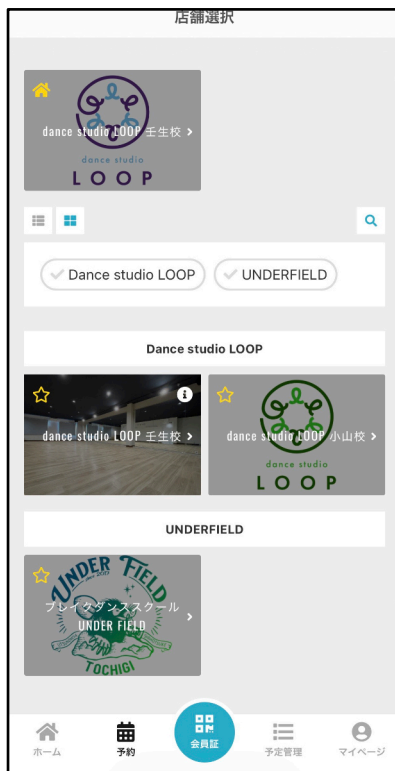 店舗選択
dance studio LOOP 壬生校
dance studio
LOOP
Dance studio LOOP
UNDERFIELD
Dance studio LOOP
dance studio LOOP 壬生校
dance studio LOOP 小山校
dance studio
LOOP
UNDERFIELD
UNDER FIELD
ブレイクダンススクール
UNDER FIELD
TOCHIGI
ホーム
予約
会員証
予定管理
マイページ